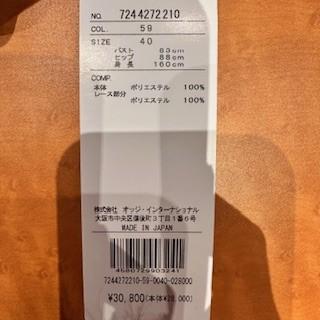 NO. 7244272210
COL. 59
SIZE 40
バスト 83cm
ヒップ 88cm
身長 160cm
COMP.
本体 ポリエステル 100%
レース部分 ポリエステル 100%
株式会社 オッジ・インターナショナル
大阪市中央区備後町3丁目1番6号
MADE IN JAPAN
4580729903241
7244272210-59-0040-028000
¥30,800(本体¥28,000)